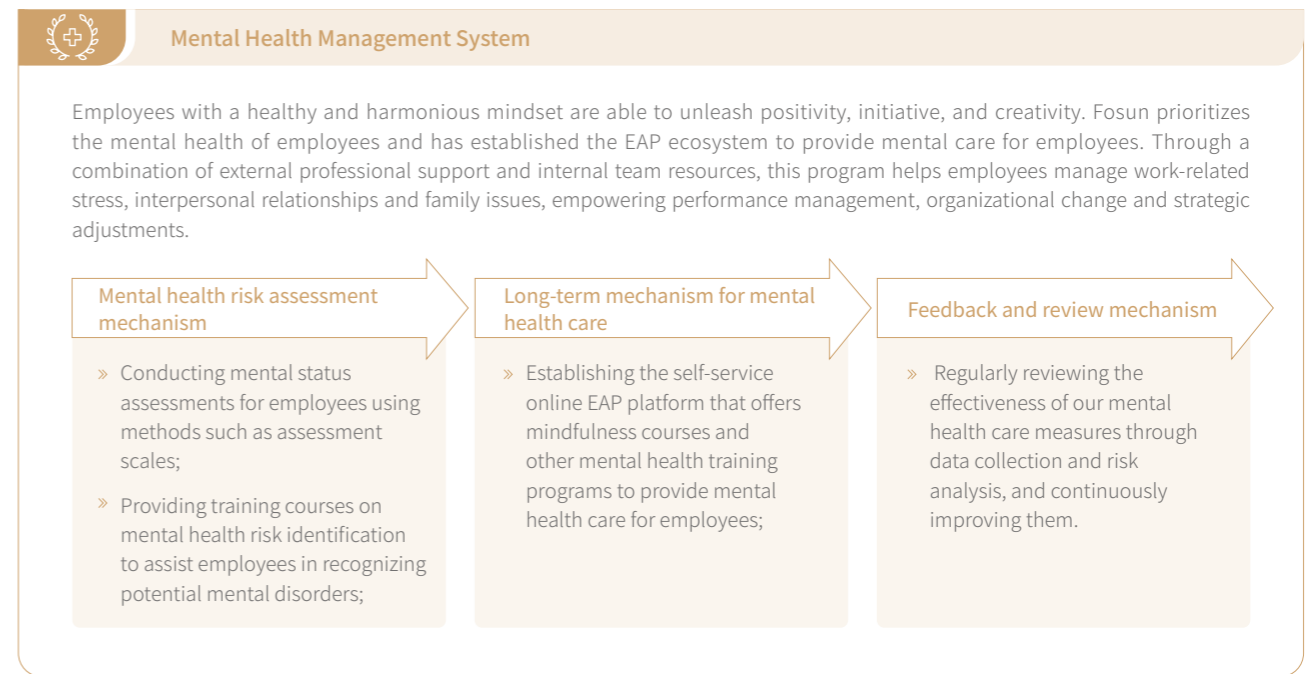 Mental Health Management System
Employees with a healthy and harmonious mindset are able to unleash positivity, initiative, and creativity. Fosun prioritizes
the mental health of employees and has established the EAP ecosystem to provide mental care for employees. Through a
combination of external professional support and internal team resources, this program helps employees manage work-related
stress, interpersonal relationships and family issues, empowering performance management, organizational change and strategic
adjustments.
Mental health risk assessment
mechanism
» Conducting mental status
assessments for employees using
methods such as assessment
scales;
» Providing training courses on
mental health risk identification
to assist employees in recognizing
potential mental disorders;
Long-term mechanism for mental
health care
» Establishing the self-service
online EAP platform that offers
mindfulness courses and
other mental health training
programs to provide mental
health care for employees;
Feedback and review mechanism
» Regularly reviewing the
effectiveness of our mental
health care measures through
data collection and risk
analysis, and continuously
improving them.